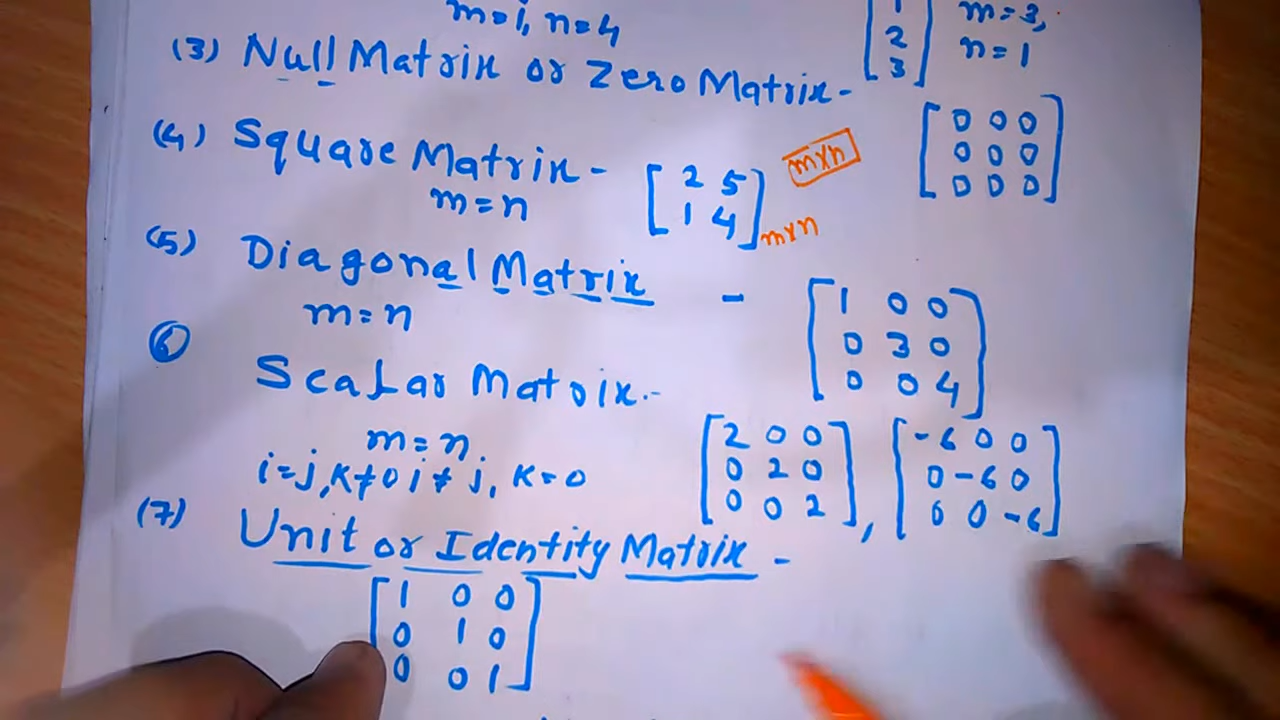 m=1, n=4
1 m=3,
2 n=1
3
(3) Null Matrix or Zero Matrix -
0 0 0
0 0 0
0 0 0
(4) Square Matrix - m×n
m=n
2 5
1 4
m×n
(5) Diagonal Matrix -
m=n
1 0 0
0 3 0
0 0 4
6
Scalar Matrix.-
m=n.
i=j, K≠0 i≠j, K=0
2 0 0
0 2 0
0 0 2 ,
-6 0 0
0 -6 0
0 0 -6
(7) Unit or Identity Matrix -
1 0 0
0 1 0
0 0 1